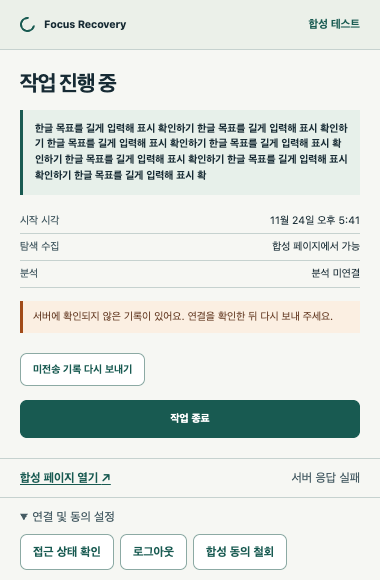 Focus Recovery
합성 테스트
작업 진행 중
한글 목표를 길게 입력해 표시 확인하기 한글 목표를 길게 입력해 표시 확인하
기 한글 목표를 길게 입력해 표시 확인하기 한글 목표를 길게 입력해 표시 확
인하기 한글 목표를 길게 입력해 표시 확인하기 한글 목표를 길게 입력해 표시
확인하기 한글 목표를 길게 입력해 표시 확
시작 시각 11월 24일 오후 5:41
탐색 수집 합성 페이지에서 가능
분석 분석 미연결
서버에 확인되지 않은 기록이 있어요. 연결을 확인한 뒤 다시 보내 주세요.
미전송 기록 다시 보내기
작업 종료
합성 페이지 열기 ↗ 서버 응답 실패
▼ 연결 및 동의 설정
접근 상태 확인 로그아웃 합성 동의 철회